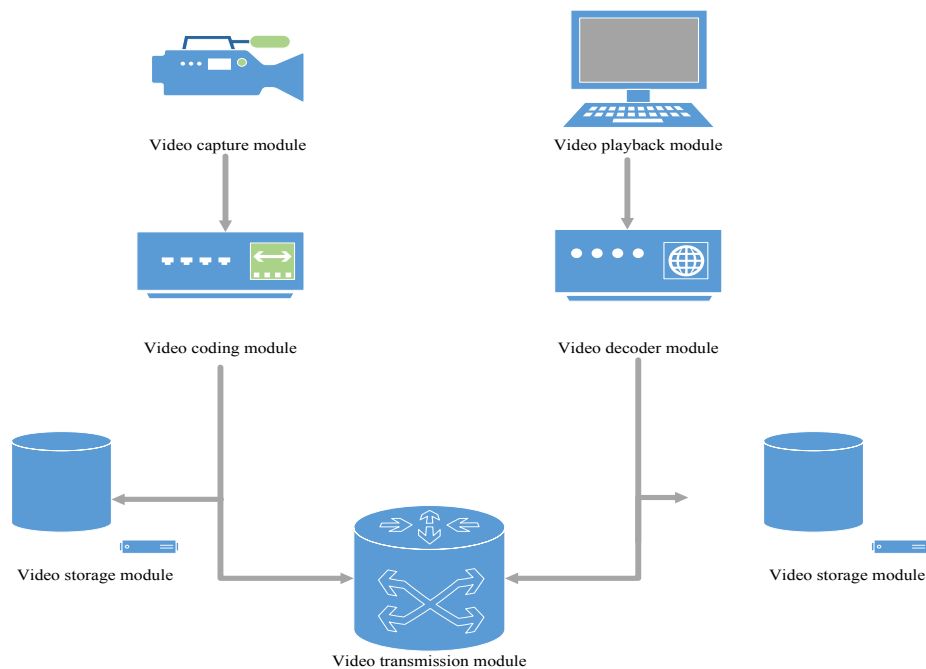 Video capture module
Video playback module
Video coding module
Video decoder module
Video storage module
Video storage module
Video transmission module